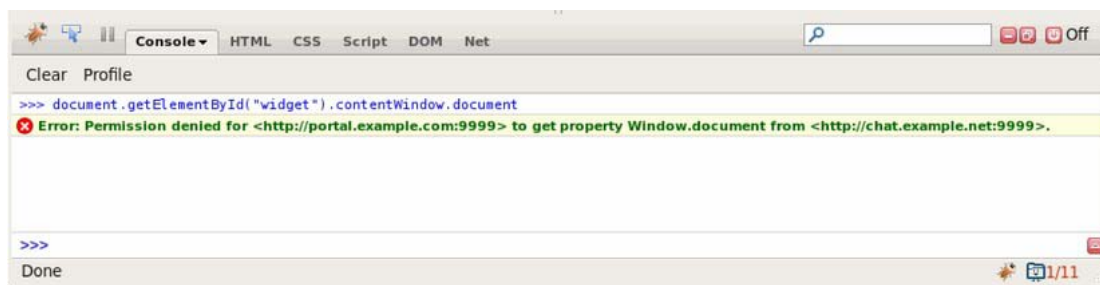 Console HTML CSS Script DOM Net Off
Clear Profile
>>> document.getElementById("widget").contentWindow.document
Error: Permission denied for <http://portal.example.com:9999> to get property Window.document from <http://chat.example.net:9999>.
>>>
Done 1/11